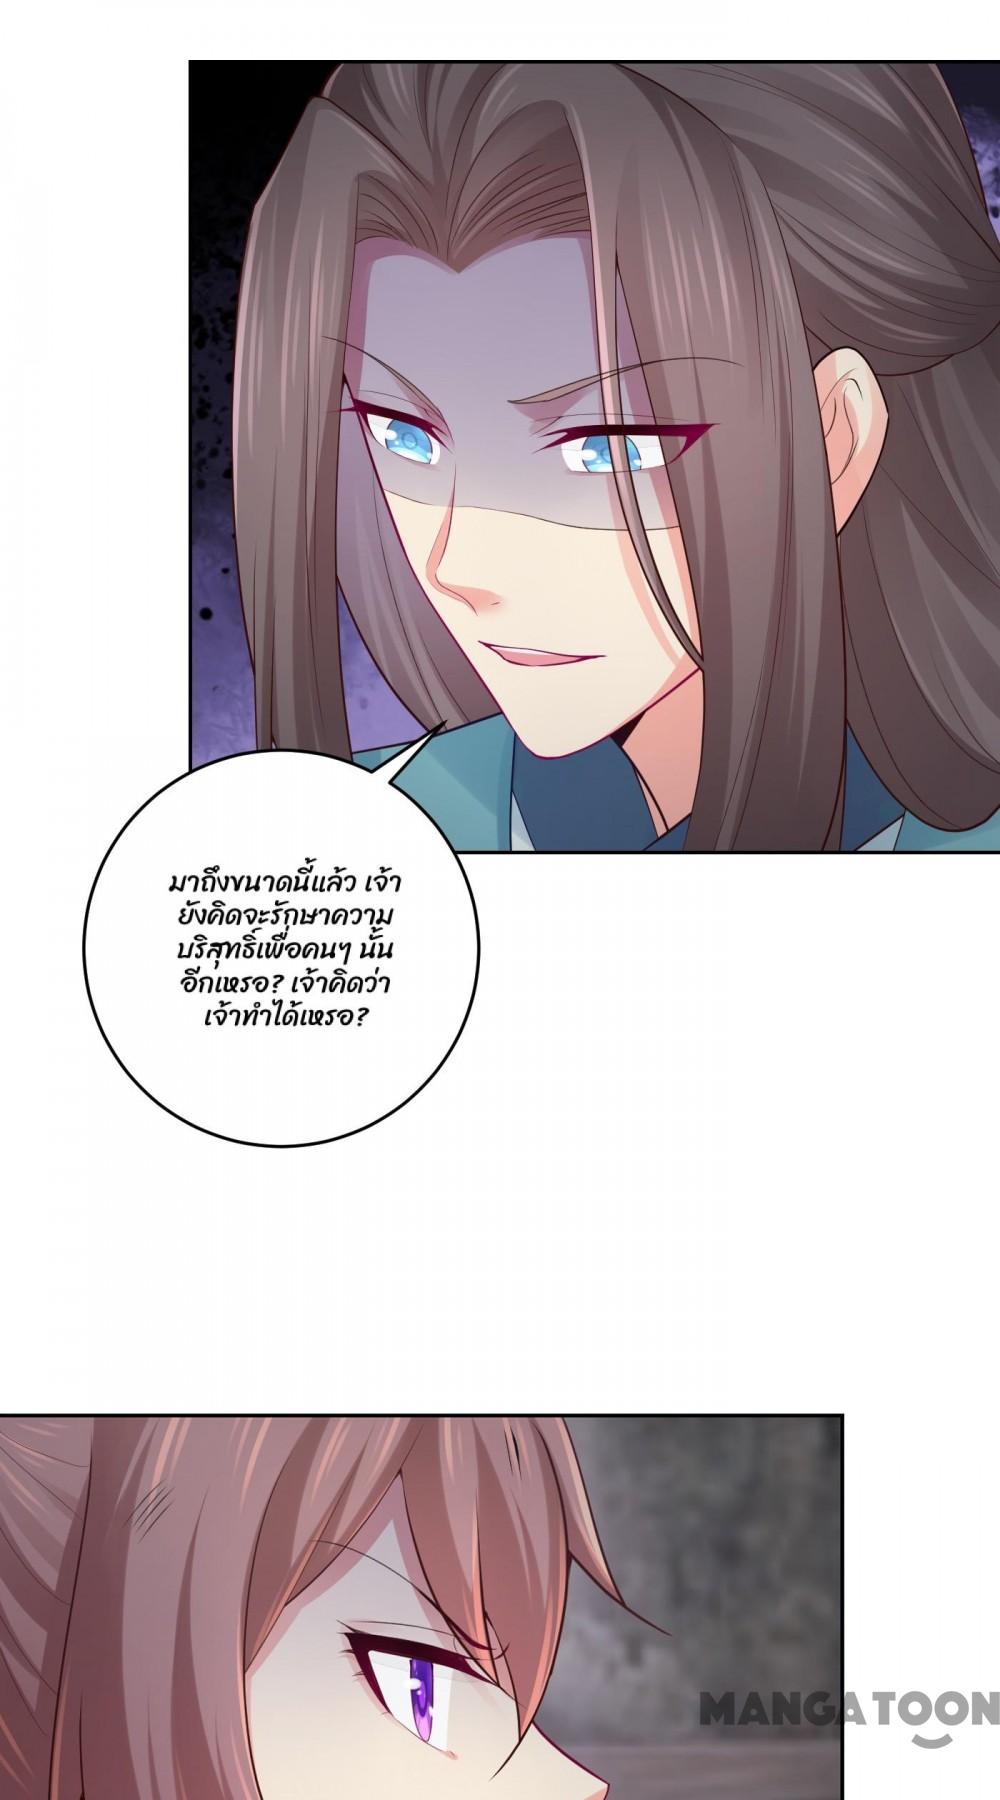 มาถึงขนาดนี้แล้ว เจ้า
ยังคิดจะรักษาความ
บริสุทธิ์เพื่อคนๆ นั้น
อีกเหรอ? เจ้าคิดว่า
เจ้าทำได้เหรอ?
MANGATOON